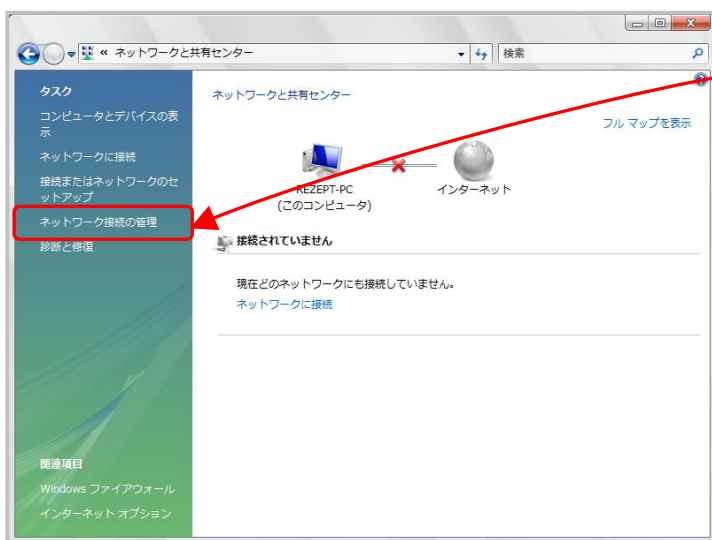 « ネットワークと共有センター
検索
タスク
コンピュータとデバイスの表
示
ネットワークに接続
接続またはネットワークのセ
ットアップ
ネットワーク接続の管理
診断と修復
関連項目
Windows ファイアウォール
インターネット オプション
ネットワークと共有センター
フル マップを表示
REZEPT-PC
(このコンピュータ)
インターネット
接続されていません
現在どのネットワークにも接続していません。
ネットワークに接続